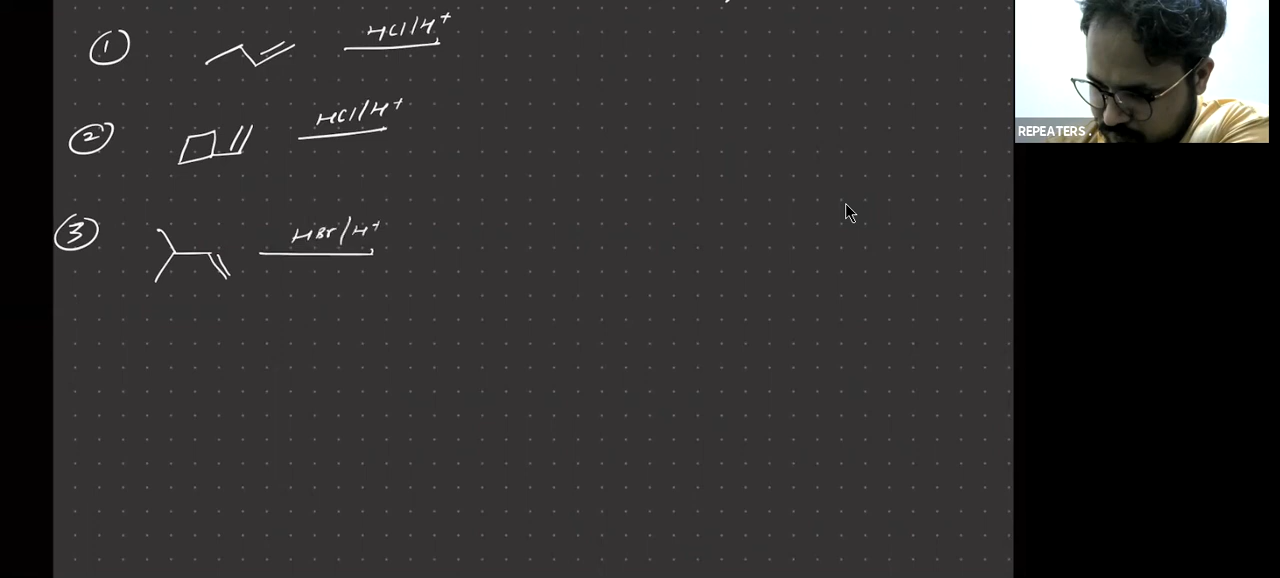 ① HCl/H+
② HCl/H+
③ HBr/H+
REPEATERS .